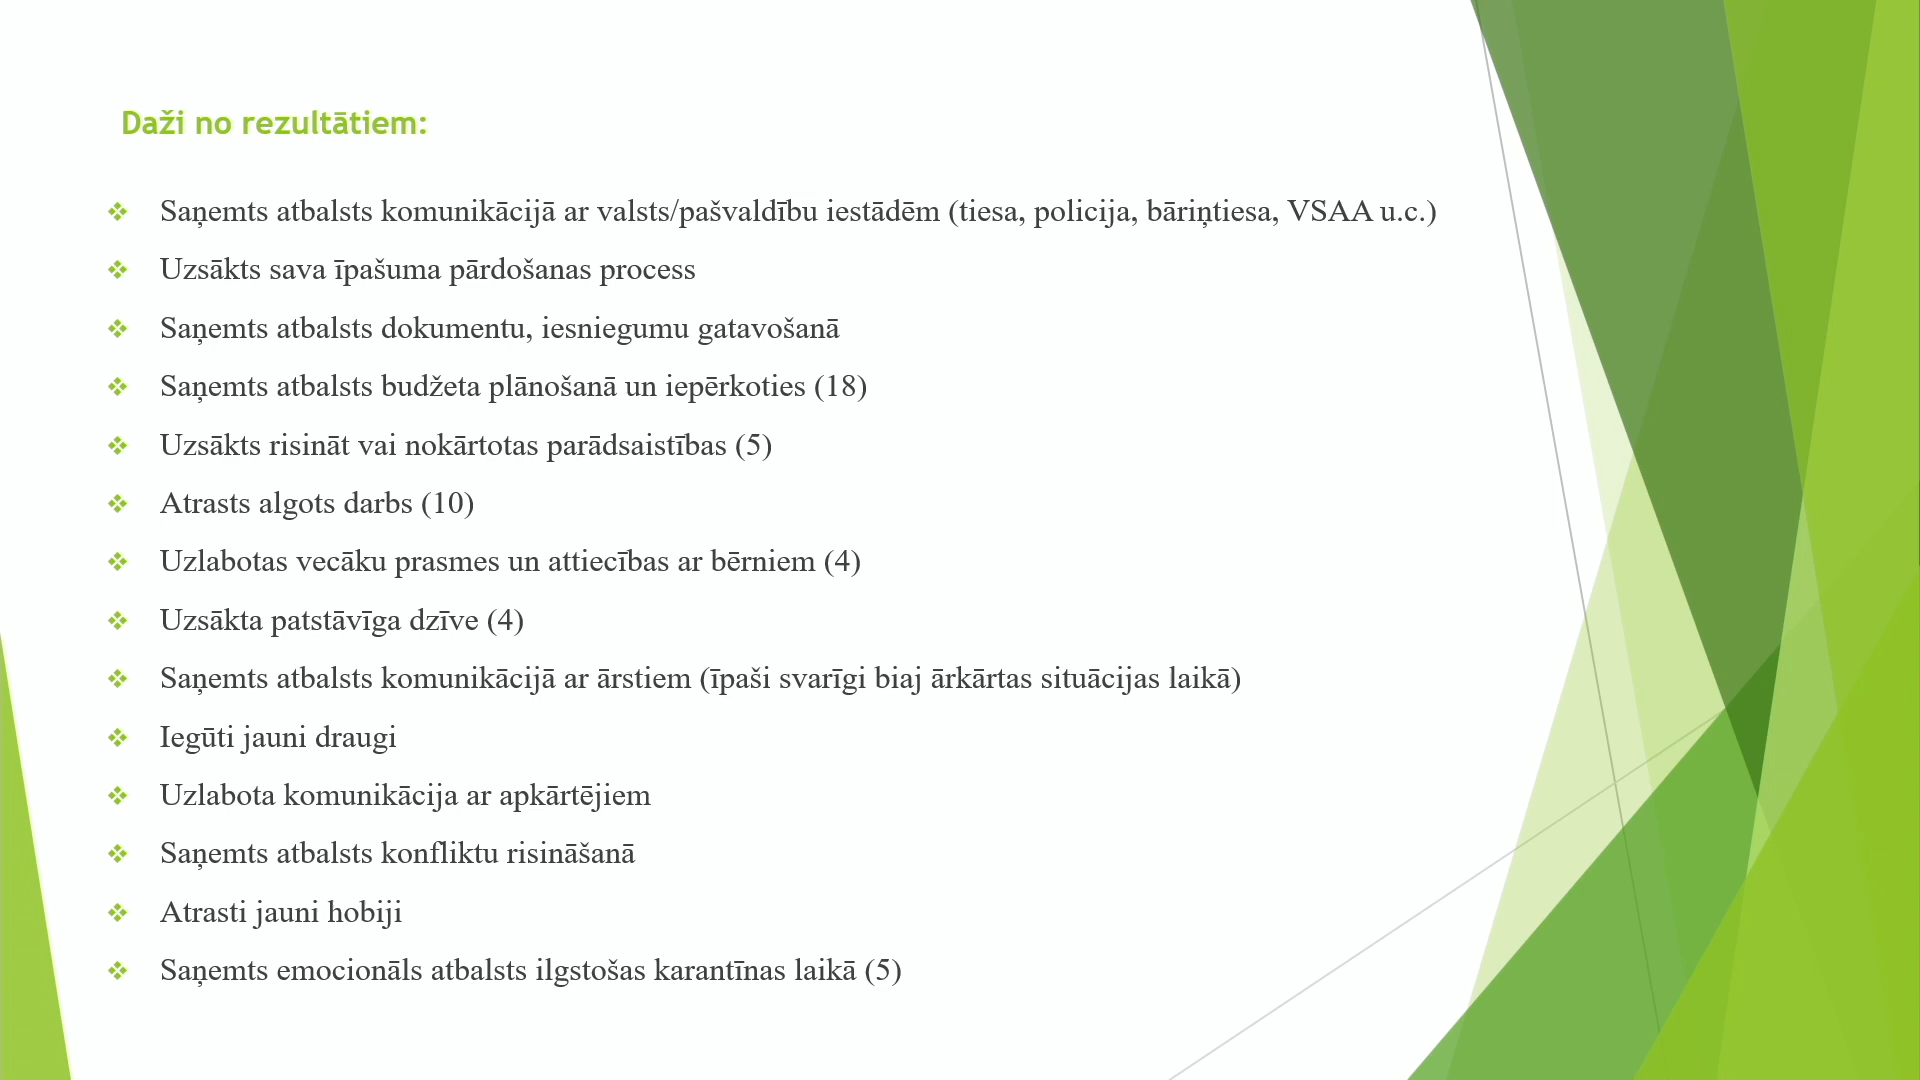 Daži no rezultātiem:
Saņemts atbalsts komunikācijā ar valsts/pašvaldību iestādēm (tiesa, policija, bāriņtiesa, VSAA u.c.)
Uzsākts sava īpašuma pārdošanas process
Saņemts atbalsts dokumentu, iesniegumu gatavošanā
Saņemts atbalsts budžeta plānošanā un iepērkoties (18)
Uzsākts risināt vai nokārtotas parādsaistības (5)
Atrasts algots darbs (10)
Uzlabotas vecāku prasmes un attiecības ar bērniem (4)
Uzsākta patstāvīga dzīve (4)
Saņemts atbalsts komunikācijā ar ārstiem (īpaši svarīgi biaj ārkārtas situācijas laikā)
Iegūti jauni draugi
Uzlabota komunikācija ar apkārtējiem
Saņemts atbalsts konfliktu risināšanā
Atrasti jauni hobiji
Saņemts emocionāls atbalsts ilgstošas karantīnas laikā (5)